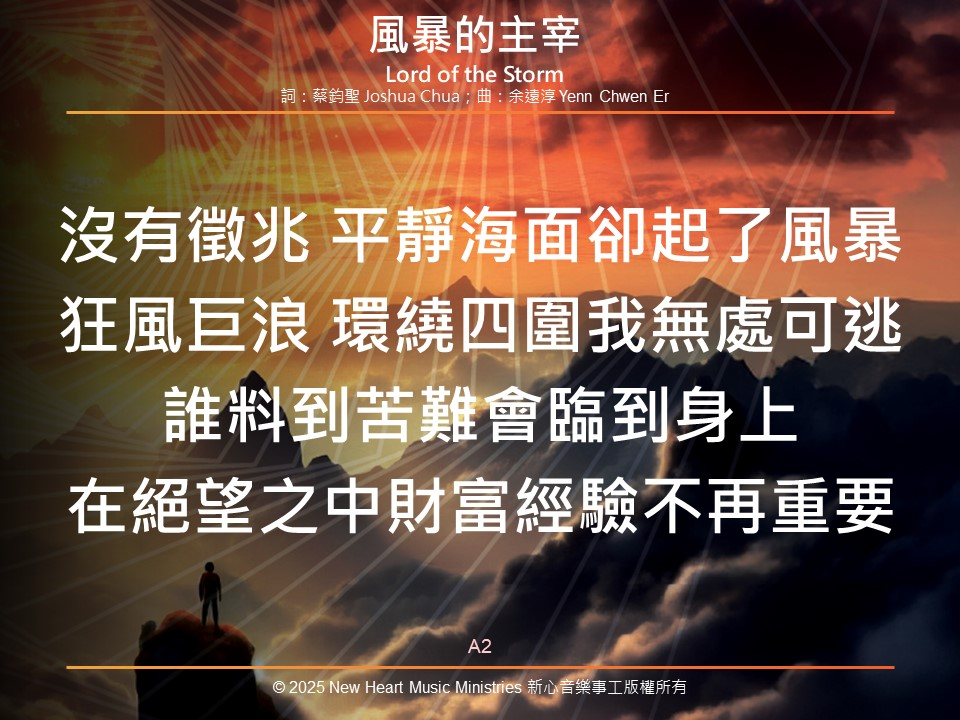 風暴的主宰
Lord of the Storm
詞：蔡鈞聖 Joshua Chua；曲：余遠淳 Yenn Chwen Er
沒有徵兆 平靜海面卻起了風暴
狂風巨浪 環繞四圍我無處可逃
誰料到苦難會臨到身上
在絕望之中財富經驗不再重要
A2
© 2025 New Heart Music Ministries 新心音樂事工版權所有